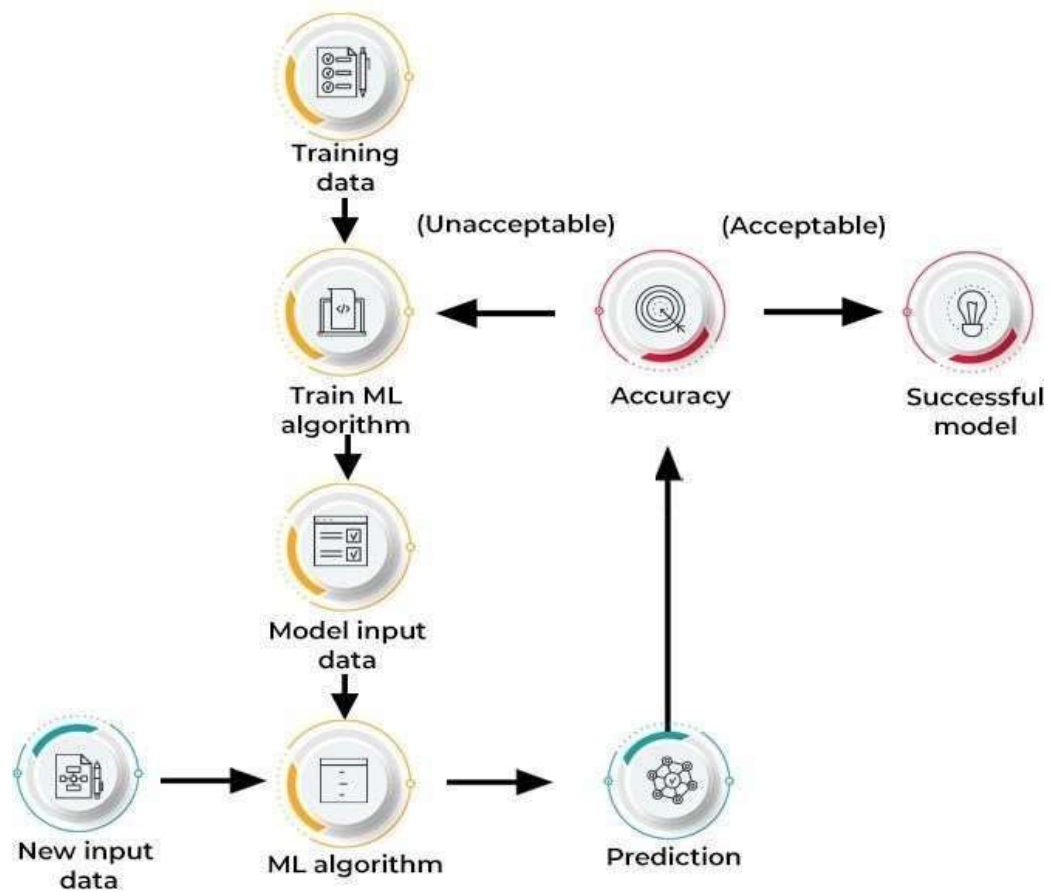 Training
data
(Unacceptable)
(Acceptable)
Train ML
algorithm
Accuracy
Successful
model
</>
Model input
data
New input
data
ML algorithm
Prediction